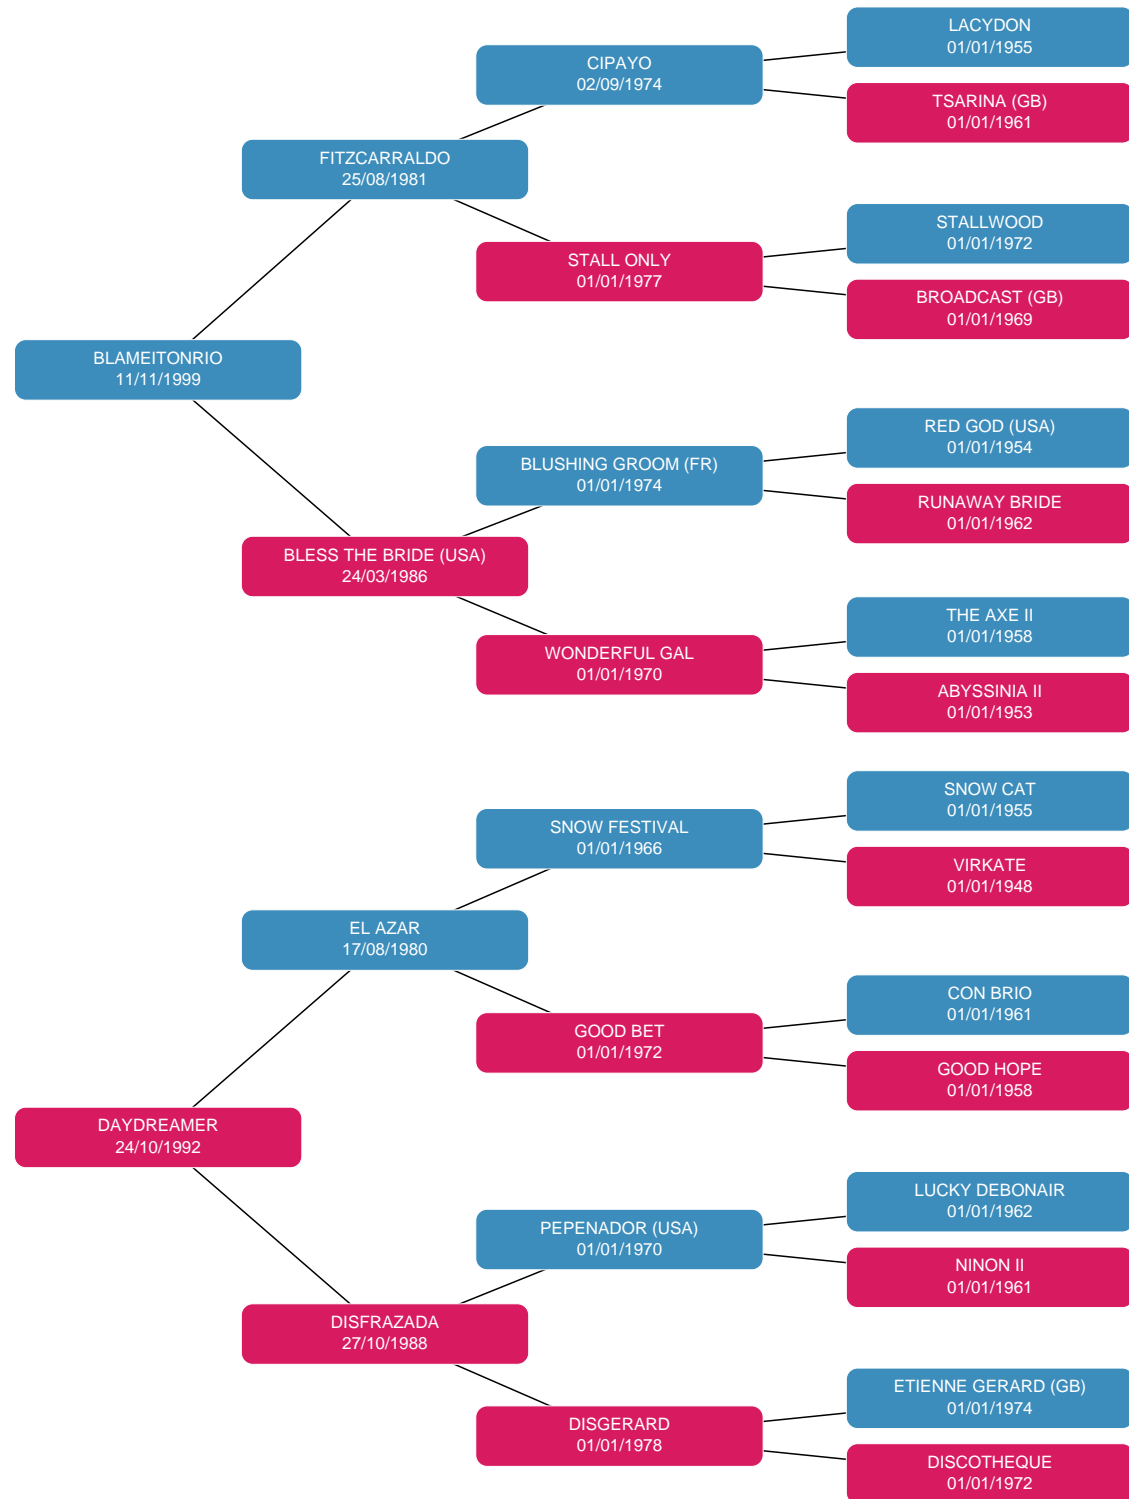 LACYDON
01/01/1955
CIPAYO
02/09/1974
TSARINA (GB)
01/01/1961
FITZCARRALDO
25/08/1981
STALLWOOD
01/01/1972
STALL ONLY
01/01/1977
BROADCAST (GB)
01/01/1969
BLAMEITONRIO
11/11/1999
RED GOD (USA)
01/01/1954
BLUSHING GROOM (FR)
01/01/1974
RUNAWAY BRIDE
01/01/1962
BLESS THE BRIDE (USA)
24/03/1986
THE AXE II
01/01/1958
WONDERFUL GAL
01/01/1970
ABYSSINIA II
01/01/1953
SNOW CAT
01/01/1955
SNOW FESTIVAL
01/01/1966
VIRKATE
01/01/1948
EL AZAR
17/08/1980
CON BRIO
01/01/1961
GOOD BET
01/01/1972
GOOD HOPE
01/01/1958
DAYDREAMER
24/10/1992
LUCKY DEBONAIR
01/01/1962
PEPENADOR (USA)
01/01/1970
NINON II
01/01/1961
DISFRAZADA
27/10/1988
ETIENNE GERARD (GB)
01/01/1974
DISGERARD
01/01/1978
DISCOTHEQUE
01/01/1972